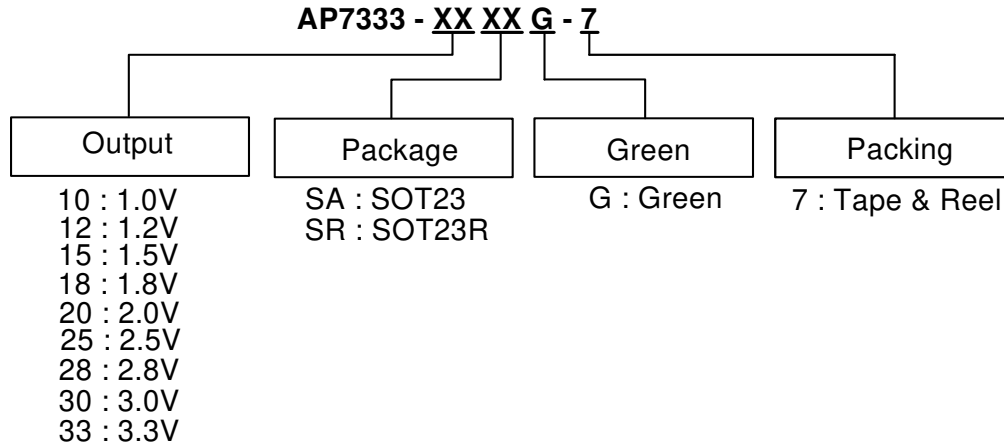 AP7333 - XX XX G - 7
Output
Package
Green
Packing
10 : 1.0V
12 : 1.2V
15 : 1.5V
18 : 1.8V
20 : 2.0V
25 : 2.5V
28 : 2.8V
30 : 3.0V
33 : 3.3V
SA : SOT23
SR : SOT23R
G : Green
7 : Tape & Reel